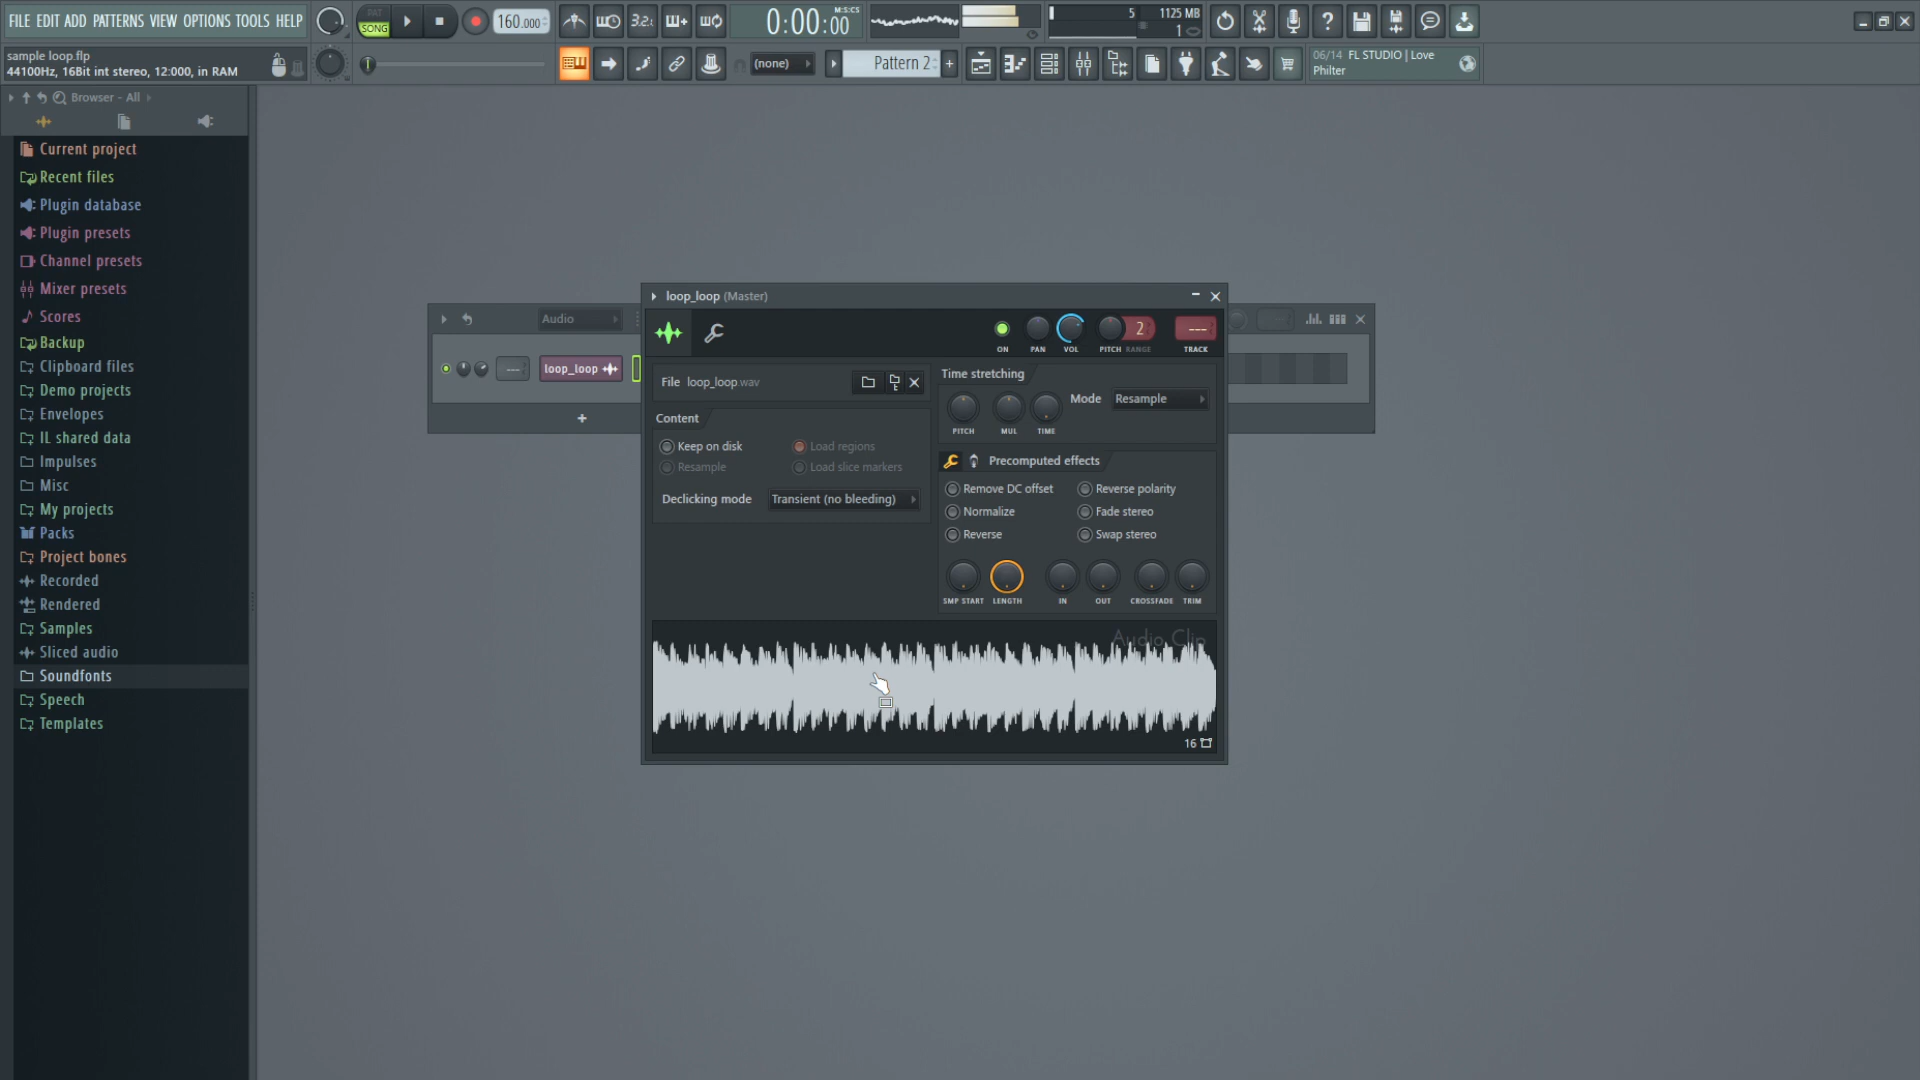 FILE EDIT ADD PATTERNS VIEW OPTIONS TOOLS HELP
PAT
SONG
160.000
3.2.1
0:00:00
M:S:CS
5
1125 MB
1
sample loop.flp
44100Hz, 16Bit int stereo, 12:000, in RAM
(none)
Pattern 2
+
06/14 FL STUDIO | Love
Philter
Browser - All
Current project
Recent files
Plugin database
Plugin presets
Channel presets
Mixer presets
Scores
Backup
Clipboard files
Demo projects
Envelopes
IL shared data
Impulses
Misc
My projects
Packs
Project bones
Recorded
Rendered
Samples
Sliced audio
Soundfonts
Speech
Templates
Audio
---
loop_loop
+
loop_loop (Master)
ON
PAN
VOL
PITCH
2
RANGE
---
TRACK
File loop_loop.wav
Content
Keep on disk
Load regions
Resample
Load slice markers
Declicking mode
Transient (no bleeding)
Time stretching
PITCH
MUL
TIME
Mode
Resample
Precomputed effects
Remove DC offset
Reverse polarity
Normalize
Fade stereo
Reverse
Swap stereo
SMP START
LENGTH
IN
OUT
CROSSFADE
TRIM
Audio Clip
16